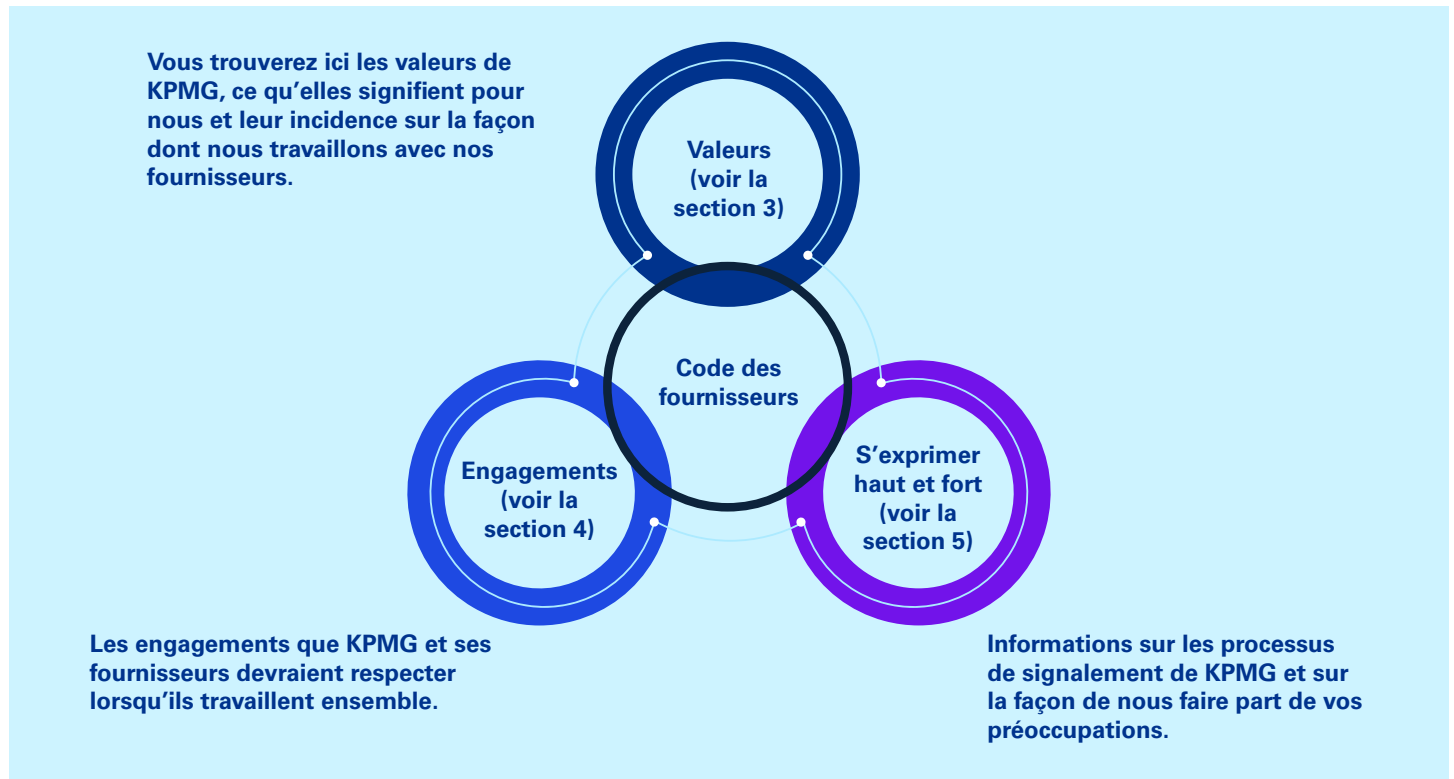 Vous trouverez ici les valeurs de
KPMG, ce qu’elles signifient pour
nous et leur incidence sur la façon
dont nous travaillons avec nos
fournisseurs.
Valeurs
(voir la
section 3)
Code des
fournisseurs
Engagements
(voir la
section 4)
S’exprimer
haut et fort
(voir la
section 5)
Les engagements que KPMG et ses
fournisseurs devraient respecter
lorsqu’ils travaillent ensemble.
Informations sur les processus
de signalement de KPMG et sur
la façon de nous faire part de vos
préoccupations.